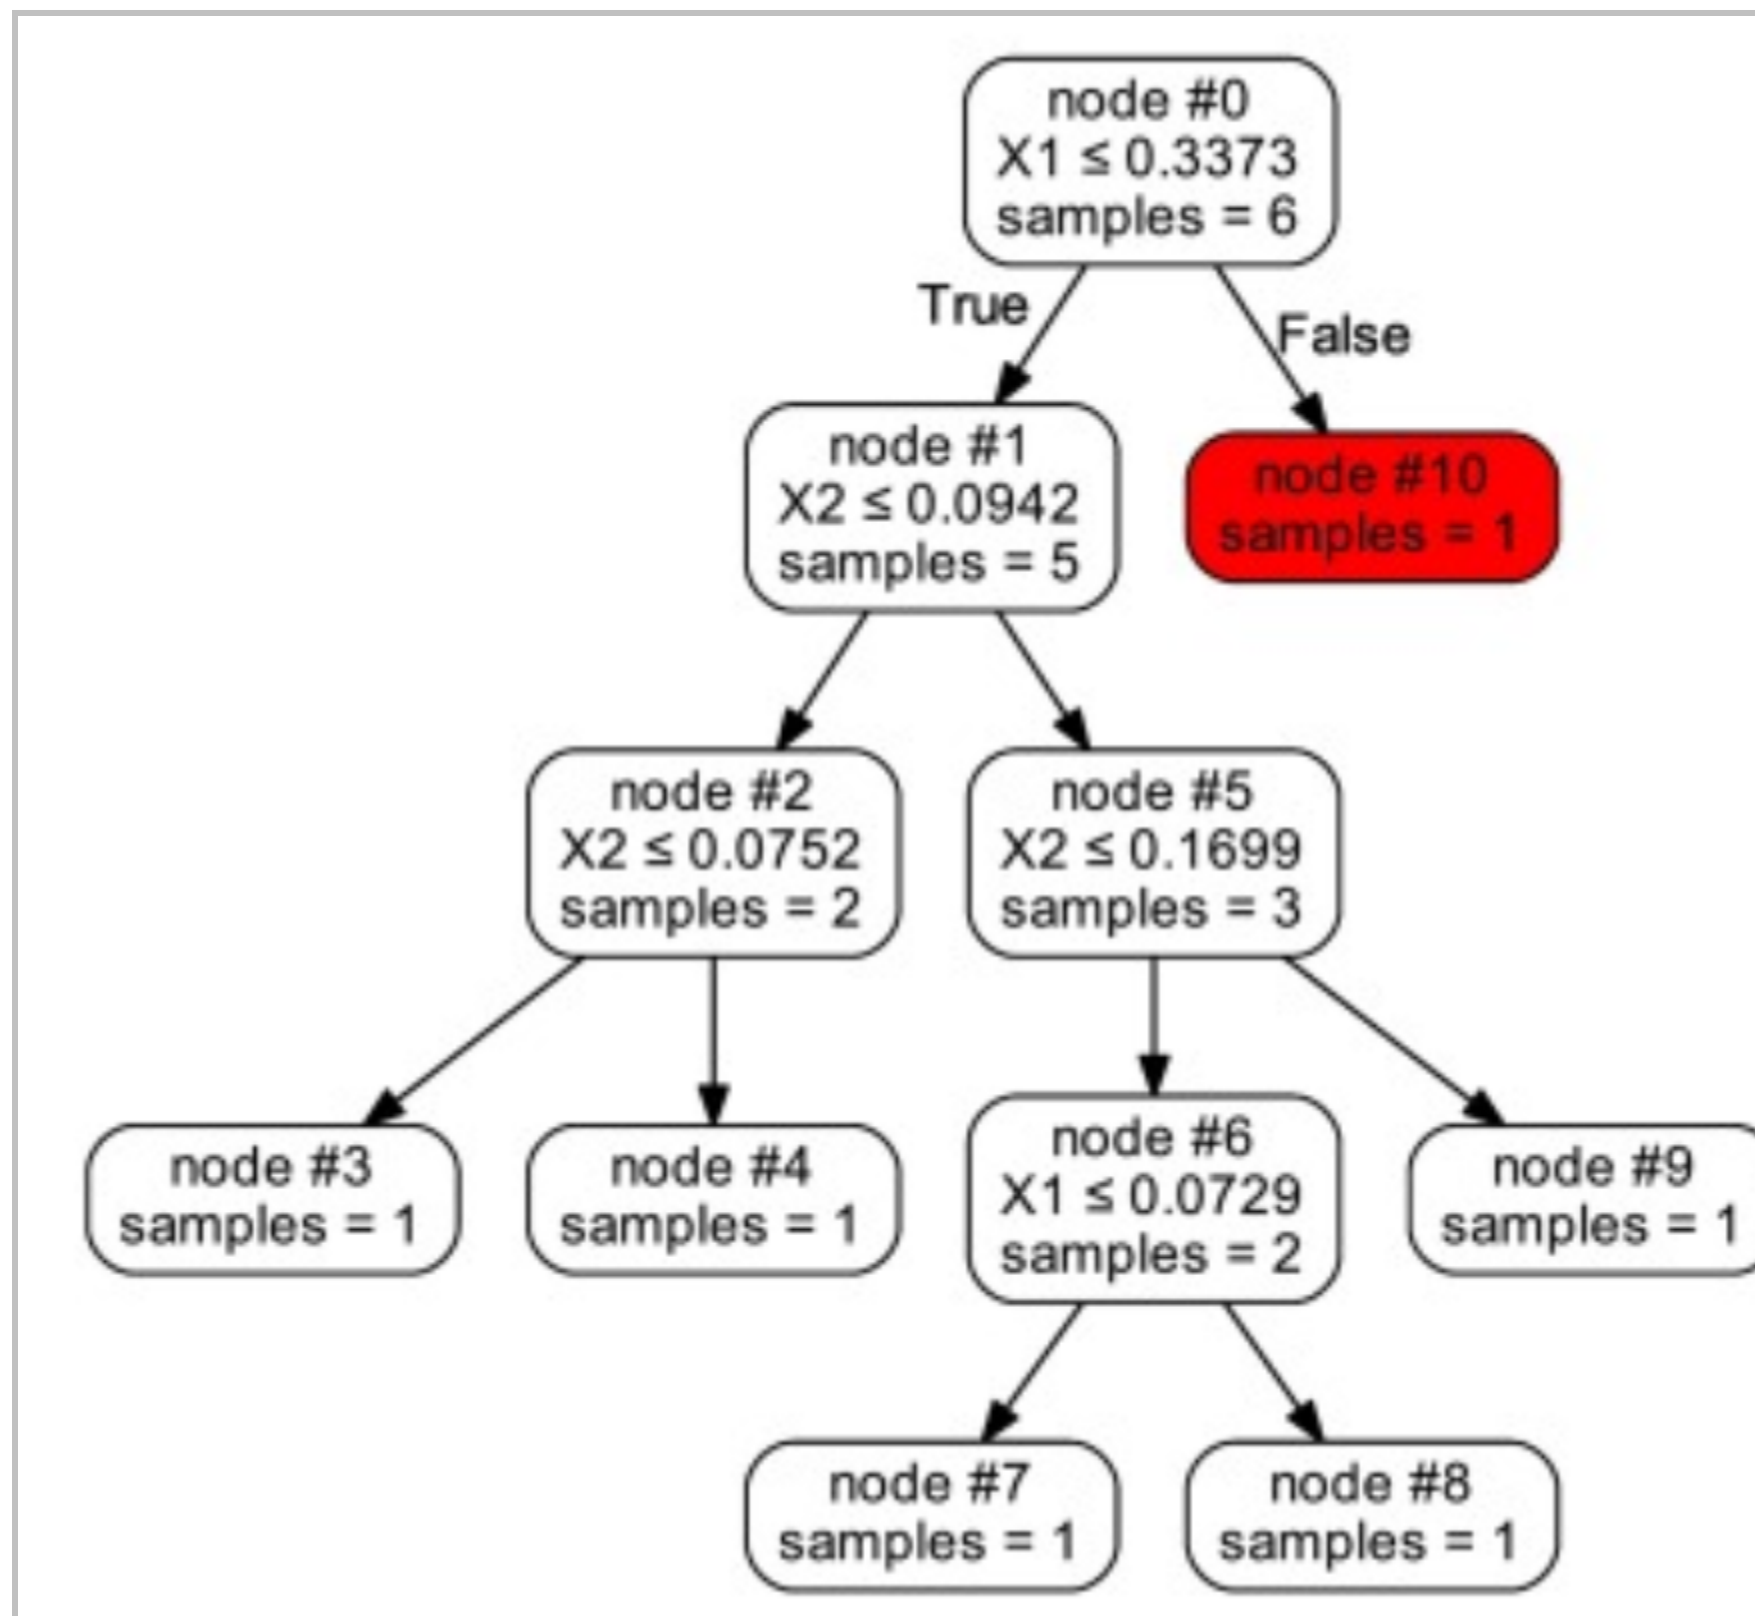 node #0
X1 ≤ 0.3373
samples = 6
True
False
node #1
X2 ≤ 0.0942
samples = 5
node #10
samples = 1
node #2
X2 ≤ 0.0752
samples = 2
node #5
X2 ≤ 0.1699
samples = 3
node #3
samples = 1
node #4
samples = 1
node #6
X1 ≤ 0.0729
samples = 2
node #9
samples = 1
node #7
samples = 1
node #8
samples = 1